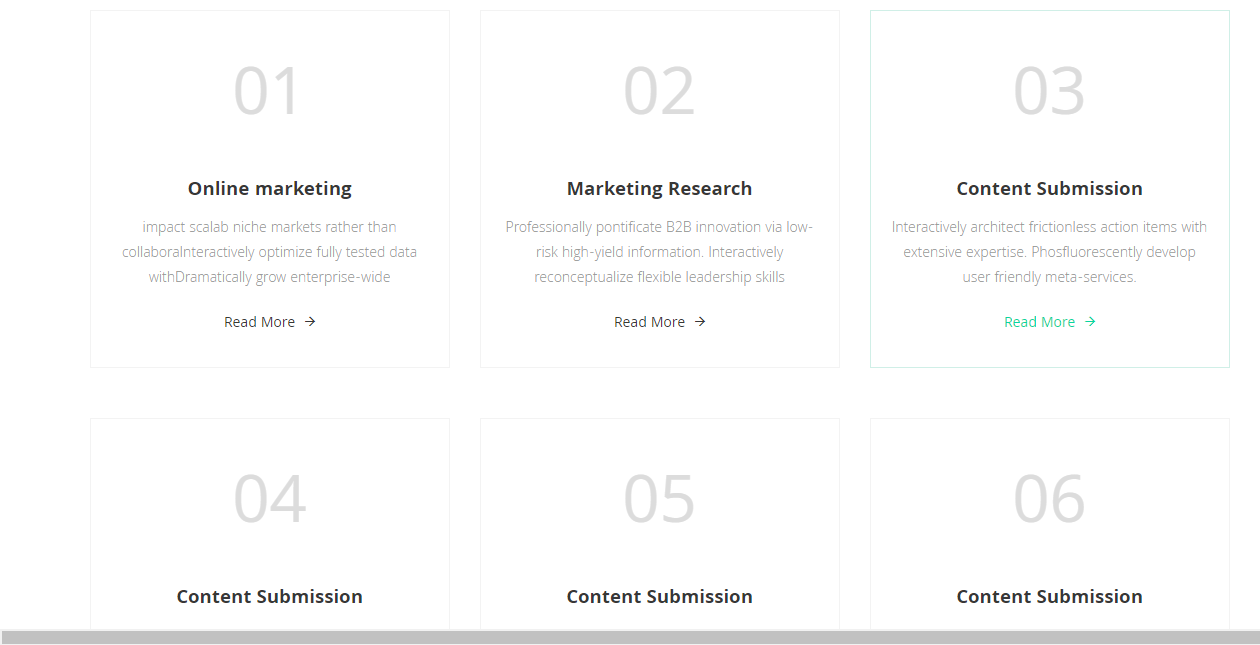 01
02
03
Online marketing
Marketing Research
Content Submission
impact scalab niche markets rather than
collaboraInteractively optimize fully tested data
withDramatically grow enterprise-wide
Professionally pontificate B2B innovation via low-
risk high-yield information. Interactively
reconceptualize flexible leadership skills
Interactively architect frictionless action items with
extensive expertise. Phosfluorescently develop
user friendly meta-services.
Read More →
Read More →
Read More →
04
05
06
Content Submission
Content Submission
Content Submission